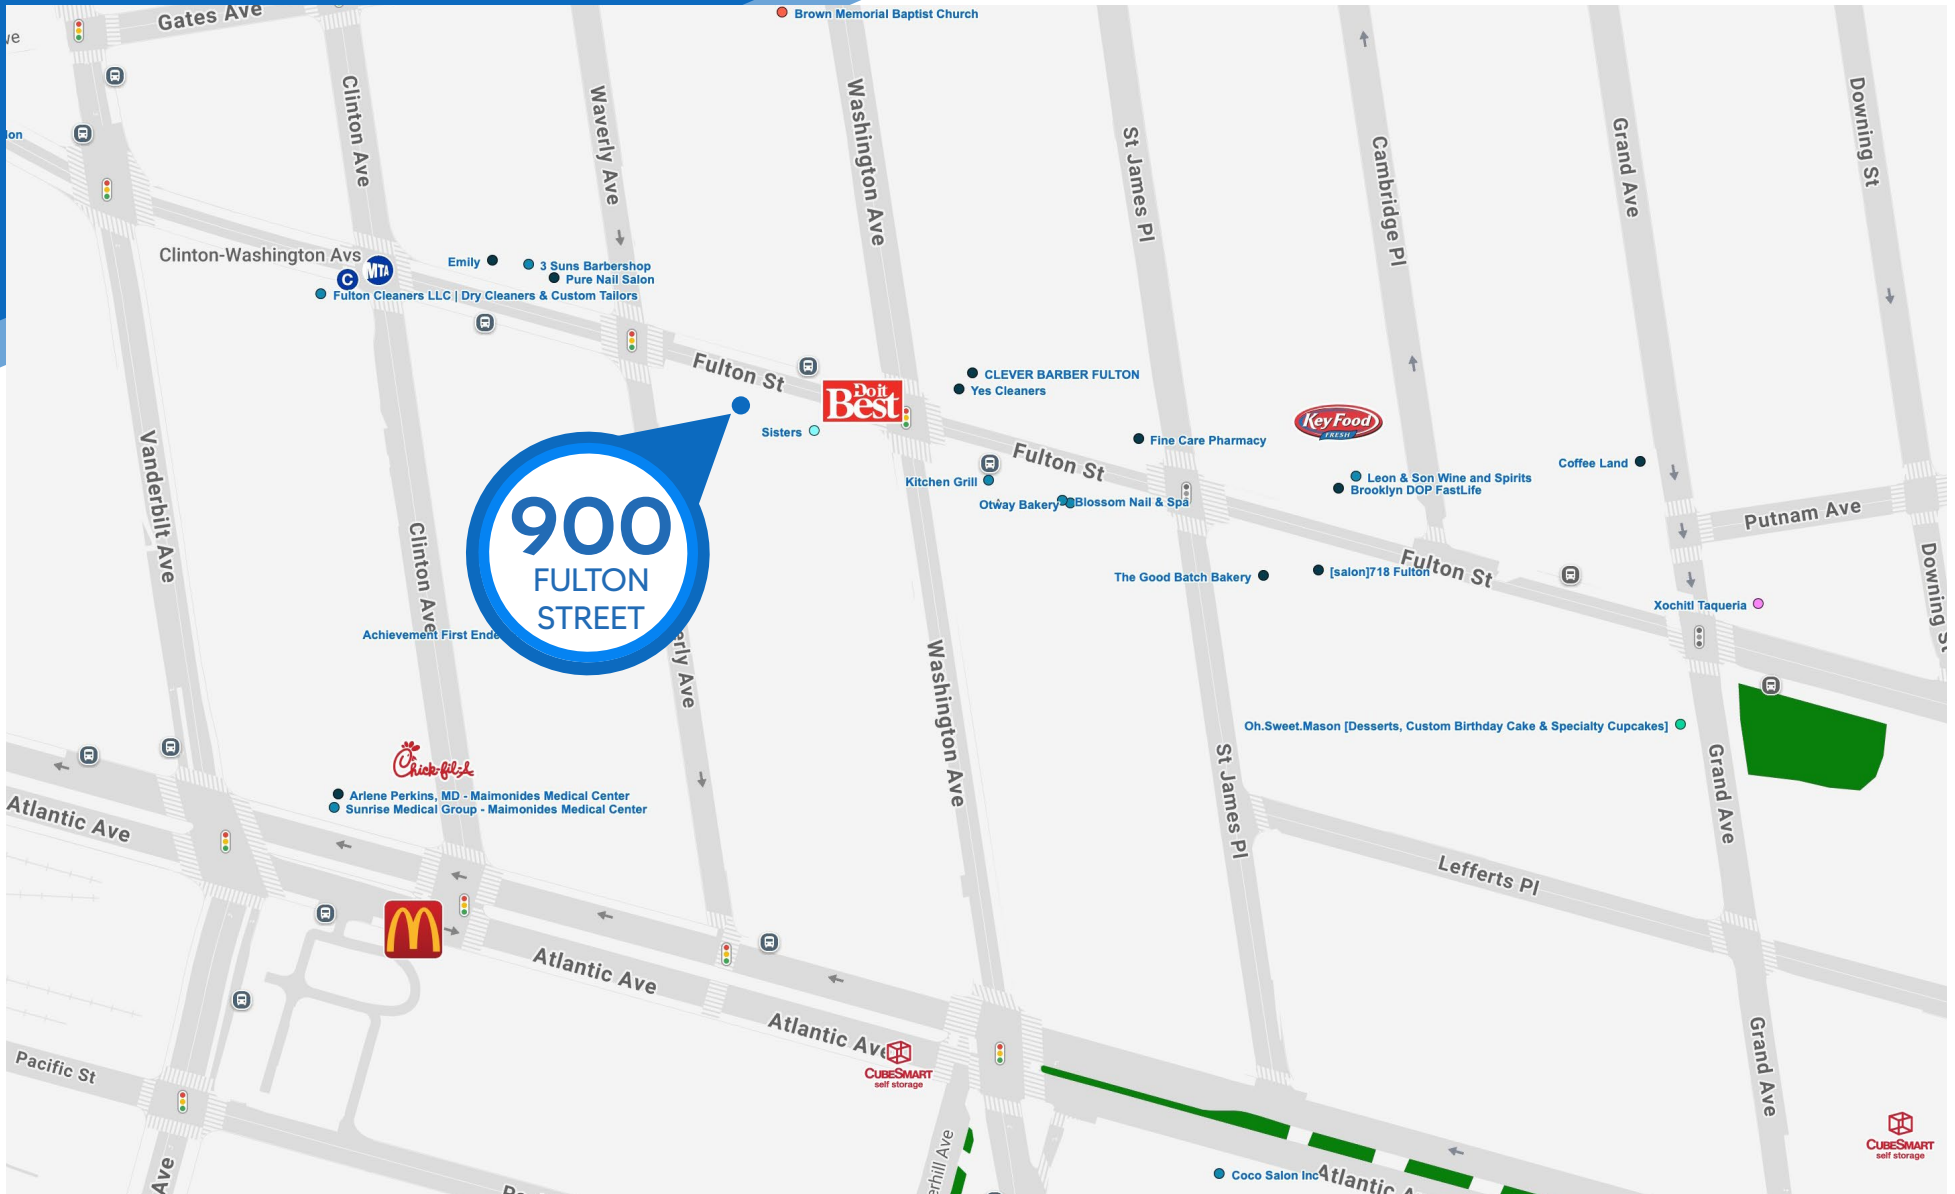 Gates Ave
Brown Memorial Baptist Church
Clinton Ave
Waverly Ave
Washington Ave
St James Pl
Cambridge Pl
Grand Ave
Downing St
Clinton-Washington Avs
C
MTA
Emily
3 Suns Barbershop
Pure Nail Salon
Fulton Cleaners LLC | Dry Cleaners & Custom Tailors
Fulton St
Do it
Best
Sisters
CLEVER BARBER FULTON
Yes Cleaners
Fulton St
Kitchen Grill
Otway Bakery
Blossom Nail & Spa
Fine Care Pharmacy
Key Food
FRESH
Leon & Son Wine and Spirits
Brooklyn DOP FastLife
Coffee Land
Putnam Ave
Downing St
Vanderbilt Ave
Clinton Ave
900
FULTON
STREET
Achievement First Ende
erly Ave
Washington Ave
The Good Batch Bakery
[salon]718 Fulton
Fulton St
Xochitl Taqueria
Oh.Sweet.Mason [Desserts, Custom Birthday Cake & Specialty Cupcakes]
St James Pl
Grand Ave
Chick-fil-A
Arlene Perkins, MD - Maimonides Medical Center
Sunrise Medical Group - Maimonides Medical Center
Atlantic Ave
Lefferts Pl
Atlantic Ave
Atlantic Ave
CUBESMART
self storage
Pacific St
Grand Ave
CUBESMART
self storage
Ave
erhill Ave
Coco Salon Inc
Atlantic A